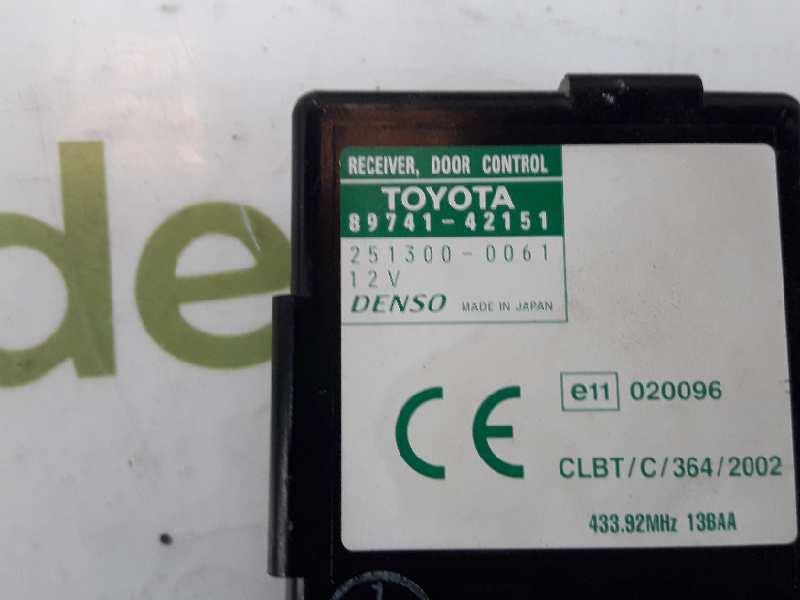 de
RECEIVER, DOOR CONTROL
TOYOTA
89741-42151
251300-0061
12V
DENSO MADE IN JAPAN
CE
e11 020096
CLBT/C/364/2002
433.92MHz 13BAA